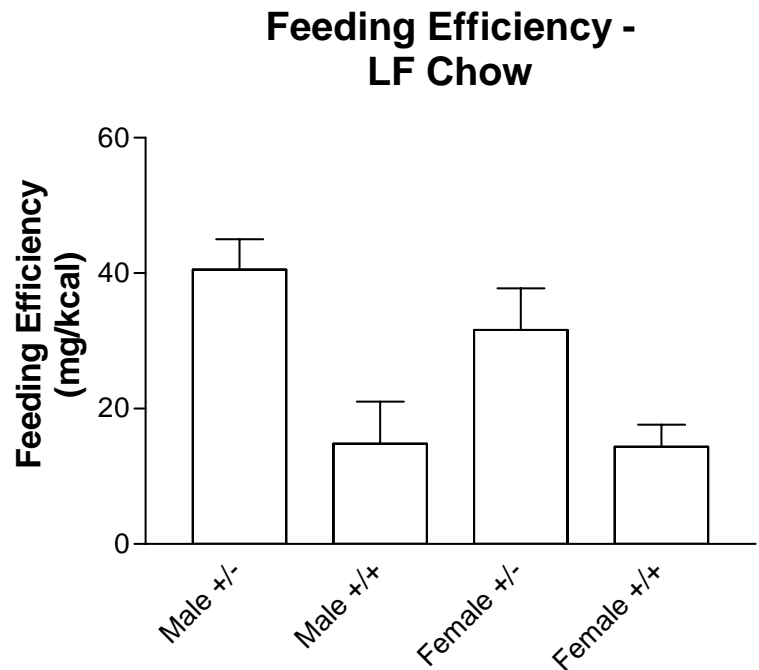 Feeding Efficiency -
LF Chow
Feeding Efficiency
(mg/kcal)
60
40
20
0
Male +/-
Male +/+
Female +/-
Female +/+